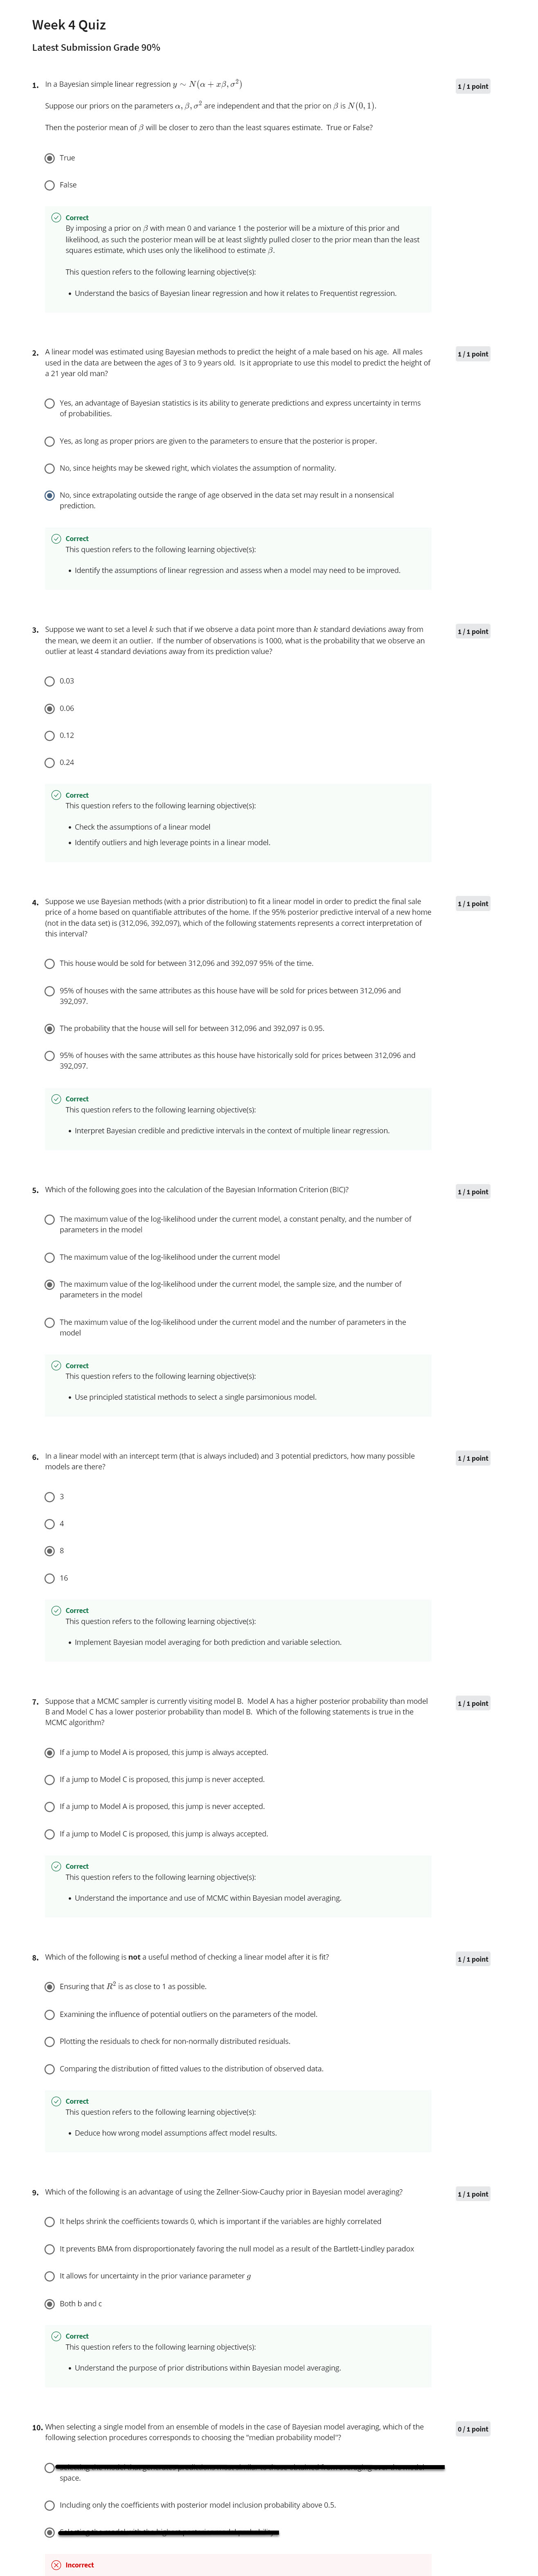 Week 4 Quiz
Latest Submission Grade 90%
1. In a Bayesian simple linear regression y ∼ N(α + xβ, σ²)
1 / 1 point
Suppose our priors on the parameters α, β, σ² are independent and that the prior on β is N(0, 1).
Then the posterior mean of β will be closer to zero than the least squares estimate. True or False?
True
False
Correct
By imposing a prior on β with mean 0 and variance 1 the posterior will be a mixture of this prior and
likelihood, as such the posterior mean will be at least slightly pulled closer to the prior mean than the least
squares estimate, which uses only the likelihood to estimate β.
This question refers to the following learning objective(s):
• Understand the basics of Bayesian linear regression and how it relates to Frequentist regression.
2. A linear model was estimated using Bayesian methods to predict the height of a male based on his age. All males
1 / 1 point
used in the data are between the ages of 3 to 9 years old. Is it appropriate to use this model to predict the height of
a 21 year old man?
Yes, an advantage of Bayesian statistics is its ability to generate predictions and express uncertainty in terms
of probabilities.
Yes, as long as proper priors are given to the parameters to ensure that the posterior is proper.
No, since heights may be skewed right, which violates the assumption of normality.
No, since extrapolating outside the range of age observed in the data set may result in a nonsensical
prediction.
Correct
This question refers to the following learning objective(s):
• Identify the assumptions of linear regression and assess when a model may need to be improved.
3. Suppose we want to set a level k such that if we observe a data point more than k standard deviations away from
1 / 1 point
the mean, we deem it an outlier. If the number of observations is 1000, what is the probability that we observe an
outlier at least 4 standard deviations away from its prediction value?
0.03
0.06
0.12
0.24
Correct
This question refers to the following learning objective(s):
• Check the assumptions of a linear model
• Identify outliers and high leverage points in a linear model.
4. Suppose we use Bayesian methods (with a prior distribution) to fit a linear model in order to predict the final sale
1 / 1 point
price of a home based on quantifiable attributes of the home. If the 95% posterior predictive interval of a new home
(not in the data set) is (312,096, 392,097), which of the following statements represents a correct interpretation of
this interval?
This house would be sold for between 312,096 and 392,097 95% of the time.
95% of houses with the same attributes as this house have will be sold for prices between 312,096 and
392,097.
The probability that the house will sell for between 312,096 and 392,097 is 0.95.
95% of houses with the same attributes as this house have historically sold for prices between 312,096 and
392,097.
Correct
This question refers to the following learning objective(s):
• Interpret Bayesian credible and predictive intervals in the context of multiple linear regression.
5. Which of the following goes into the calculation of the Bayesian Information Criterion (BIC)?
1 / 1 point
The maximum value of the log-likelihood under the current model, a constant penalty, and the number of
parameters in the model
The maximum value of the log-likelihood under the current model
The maximum value of the log-likelihood under the current model, the sample size, and the number of
parameters in the model
The maximum value of the log-likelihood under the current model and the number of parameters in the
model
Correct
This question refers to the following learning objective(s):
• Use principled statistical methods to select a single parsimonious model.
6. In a linear model with an intercept term (that is always included) and 3 potential predictors, how many possible
1 / 1 point
models are there?
3
4
8
16
Correct
This question refers to the following learning objective(s):
• Implement Bayesian model averaging for both prediction and variable selection.
7. Suppose that a MCMC sampler is currently visiting model B. Model A has a higher posterior probability than model
1 / 1 point
B and Model C has a lower posterior probability than model B. Which of the following statements is true in the
MCMC algorithm?
If a jump to Model A is proposed, this jump is always accepted.
If a jump to Model C is proposed, this jump is never accepted.
If a jump to Model A is proposed, this jump is never accepted.
If a jump to Model C is proposed, this jump is always accepted.
Correct
This question refers to the following learning objective(s):
• Understand the importance and use of MCMC within Bayesian model averaging.
8. Which of the following is not a useful method of checking a linear model after it is fit?
1 / 1 point
Ensuring that R² is as close to 1 as possible.
Examining the influence of potential outliers on the parameters of the model.
Plotting the residuals to check for non-normally distributed residuals.
Comparing the distribution of fitted values to the distribution of observed data.
Correct
This question refers to the following learning objective(s):
• Deduce how wrong model assumptions affect model results.
9. Which of the following is an advantage of using the Zellner-Siow-Cauchy prior in Bayesian model averaging?
1 / 1 point
It helps shrink the coefficients towards 0, which is important if the variables are highly correlated
It prevents BMA from disproportionately favoring the null model as a result of the Bartlett-Lindley paradox
It allows for uncertainty in the prior variance parameter g
Both b and c
Correct
This question refers to the following learning objective(s):
• Understand the purpose of prior distributions within Bayesian model averaging.
10. When selecting a single model from an ensemble of models in the case of Bayesian model averaging, which of the
0 / 1 point
following selection procedures corresponds to choosing the "median probability model"?
space.
Including only the coefficients with posterior model inclusion probability above 0.5.
Incorrect